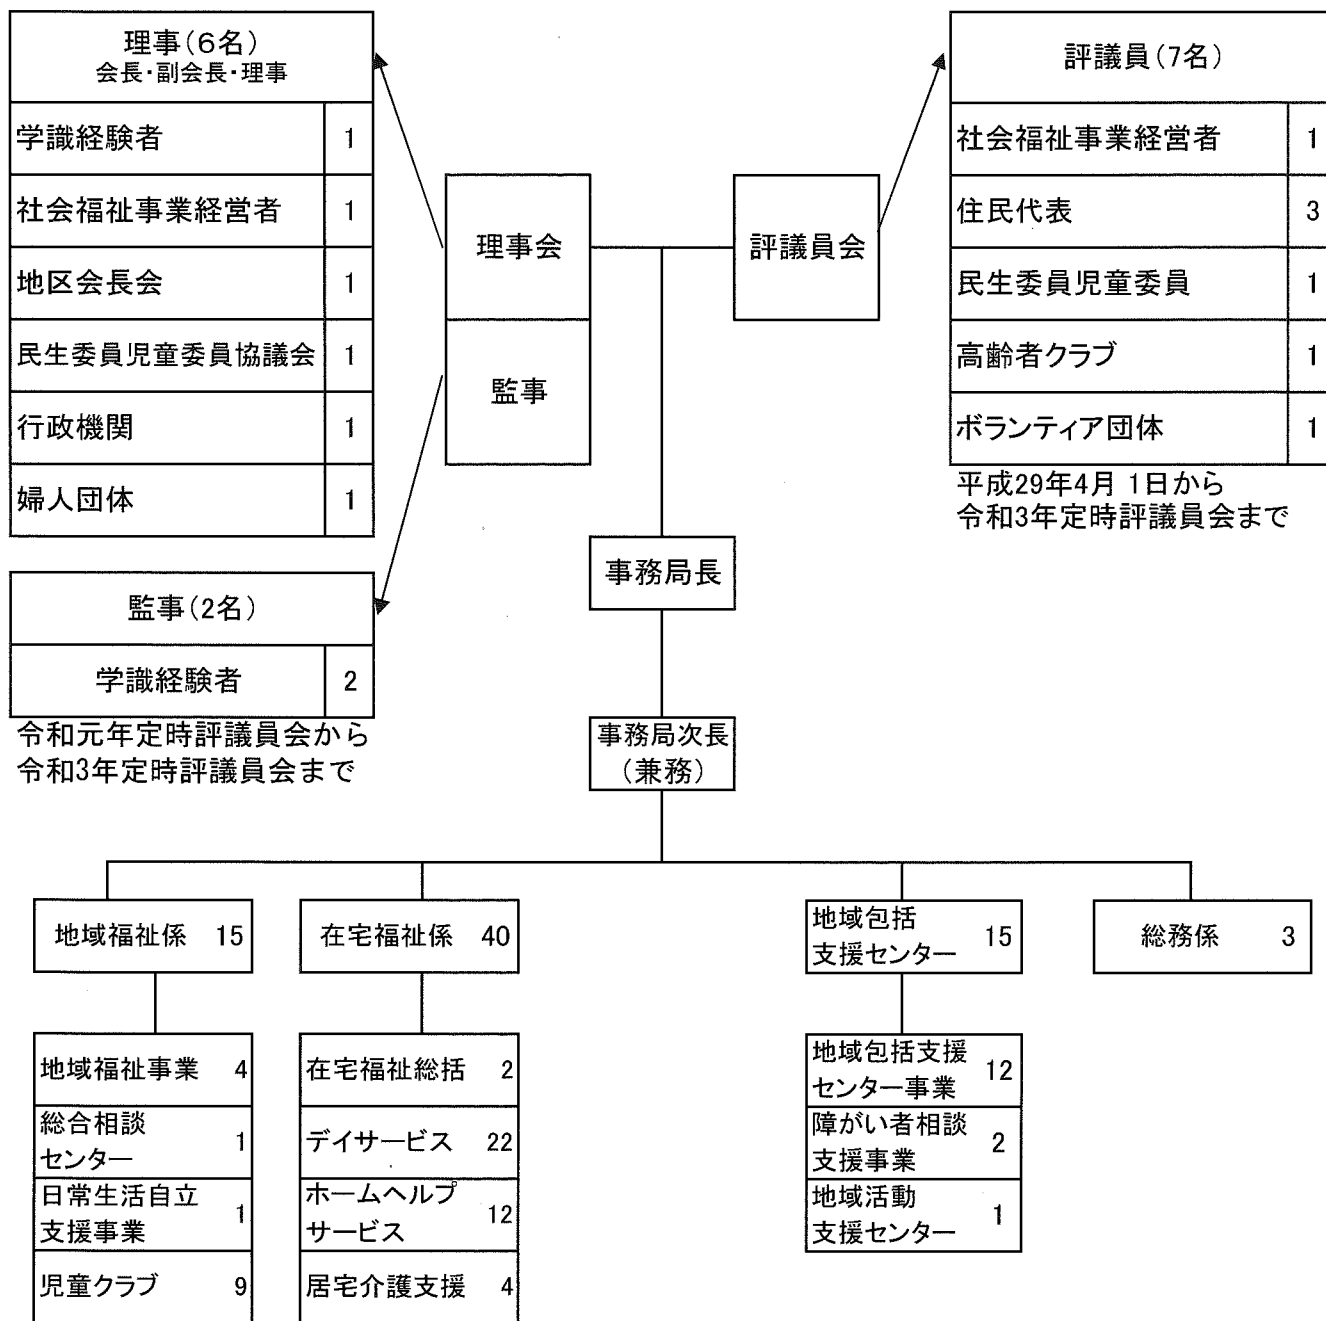 理事(6名)
会長・副会長・理事
学識経験者 1
社会福祉事業経営者 1
地区会長会 1
民生委員児童委員協議会 1
行政機関 1
婦人団体 1
監事(2名)
学識経験者 2
令和元年定時評議員会から
令和3年定時評議員会まで
理事会
監事
評議員会
評議員(7名)
社会福祉事業経営者 1
住民代表 3
民生委員児童委員 1
高齢者クラブ 1
ボランティア団体 1
平成29年4月 1日から
令和3年定時評議員会まで
事務局長
事務局次長
(兼務)
地域福祉係 15
地域福祉事業 4
総合相談
センター 1
日常生活自立
支援事業 1
児童クラブ 9
在宅福祉係 40
在宅福祉総括 2
デイサービス 22
ホームヘルプ
サービス 12
居宅介護支援 4
地域包括
支援センター 15
地域包括支援
センター事業 12
障がい者相談
支援事業 2
地域活動
支援センター 1
総務係 3